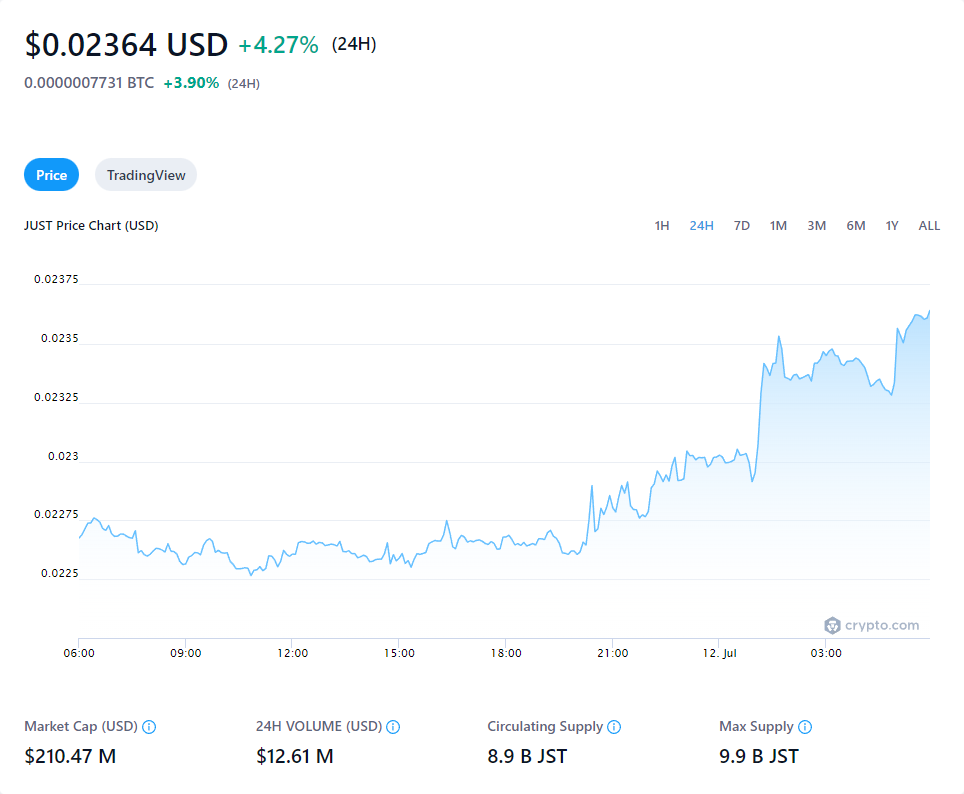 $0.02364 USD +4.27% (24H)
0.0000007731 BTC +3.90% (24H)
Price TradingView
JUST Price Chart (USD) 1H 24H 7D 1M 3M 6M 1Y ALL
0.02375
0.0235
0.02325
0.023
0.02275
0.0225
crypto.com
06:00 09:00 12:00 15:00 18:00 21:00 12. Jul 03:00
Market Cap (USD) 24H VOLUME (USD) Circulating Supply Max Supply
$210.47 M $12.61 M 8.9 B JST 9.9 B JST